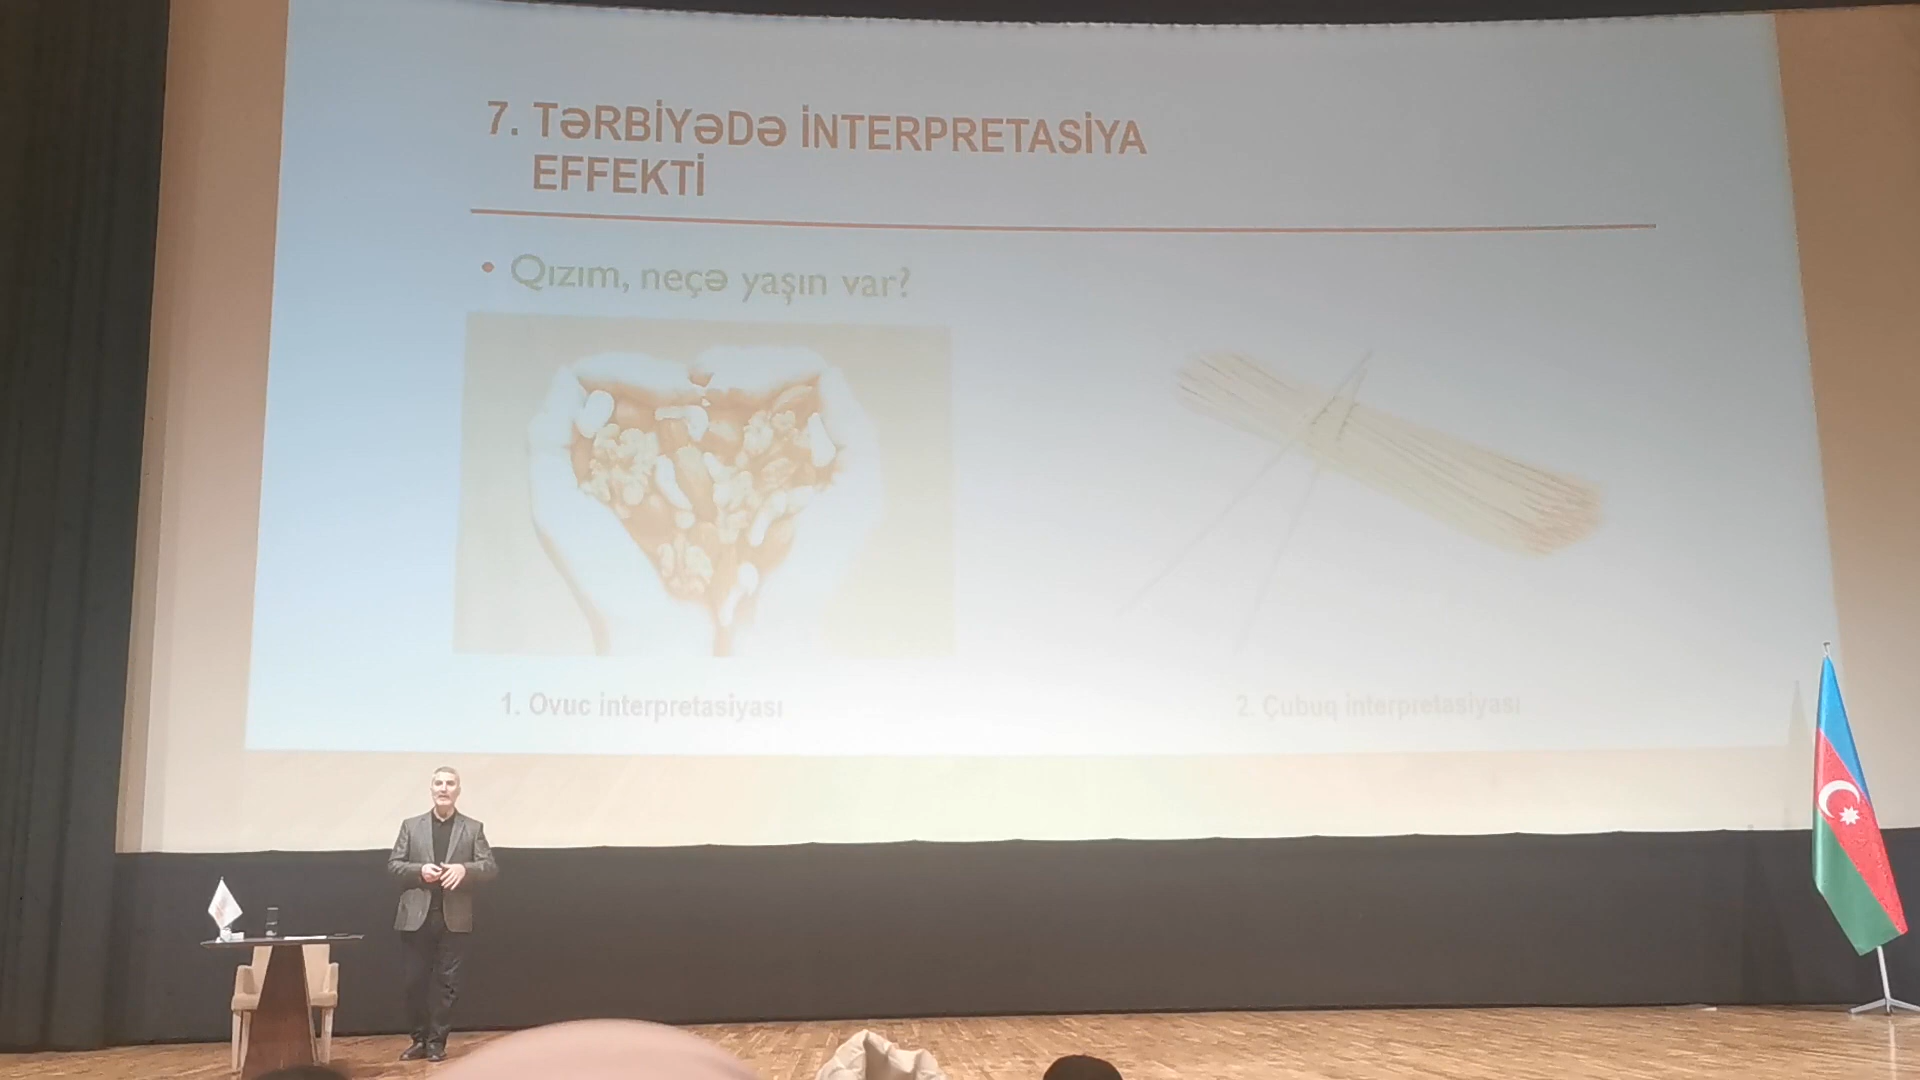 7. TƏRBİYƏDƏ İNTERPRETASİYA
EFFEKTİ
• Qızım, neçə yaşın var?
1. Ovuc interpretasiyası
2. Çubuq interpretasiyası